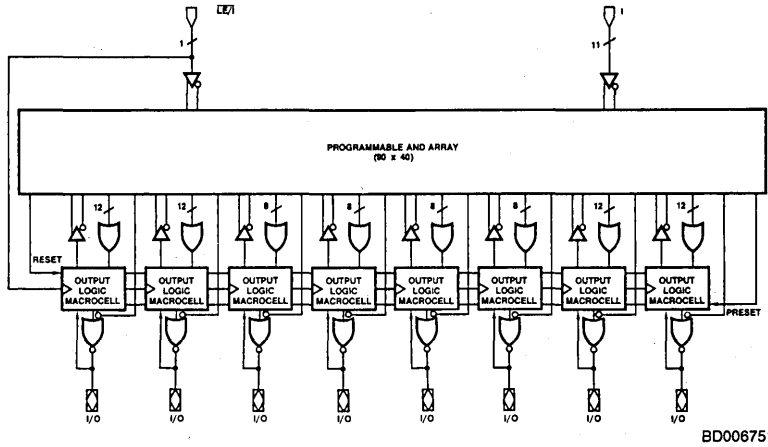 LE/I I
1 11
PROGRAMMABLE AND ARRAY
(90 x 40)
12 12 8 8 8 8 12 12
RESET
OUTPUT LOGIC MACROCELL
OUTPUT LOGIC MACROCELL
OUTPUT LOGIC MACROCELL
OUTPUT LOGIC MACROCELL
OUTPUT LOGIC MACROCELL
OUTPUT LOGIC MACROCELL
OUTPUT LOGIC MACROCELL
OUTPUT LOGIC MACROCELL
PRESET
I/O I/O I/O I/O I/O I/O I/O I/O
BD00675